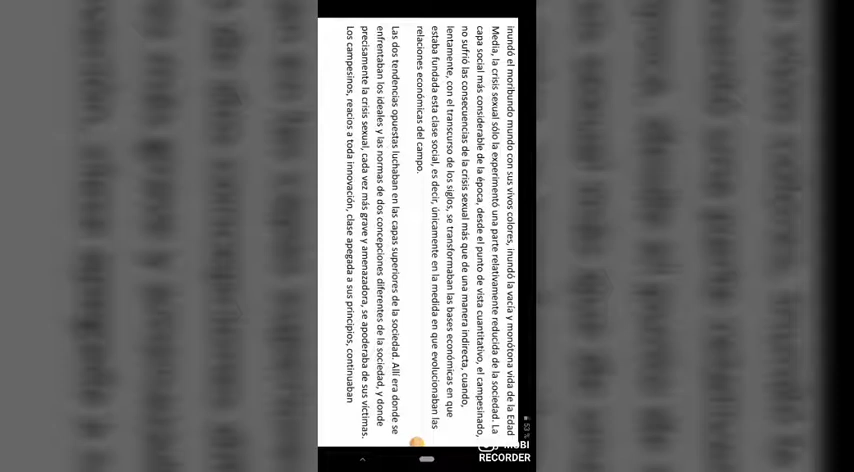 inundó el moribundo mundo con sus vivos colores, inundó la vacía y monótona vida de la Edad
Media, la crisis sexual sólo la experimentó una parte relativamente reducida de la sociedad. La
capa social más considerable de la época, desde el punto de vista cuantitativo, el campesinado,
no sufrió las consecuencias de la crisis sexual más que de una manera indirecta, cuando,
lentamente, con el transcurso de los siglos, se transformaban las bases económicas en que
estaba fundada esta clase social, es decir, únicamente en la medida en que evolucionaban las
relaciones económicas del campo.
Las dos tendencias opuestas luchaban en las capas superiores de la sociedad. Allí era donde se
enfrentaban los ideales y las normas de dos concepciones diferentes de la sociedad, y donde
precisamente la crisis sexual, cada vez más grave y amenazadora, se apoderaba de sus víctimas.
Los campesinos, reacios a toda innovación, clase apegada a sus principios, continuaban
53 %
MOBI
RECORDER